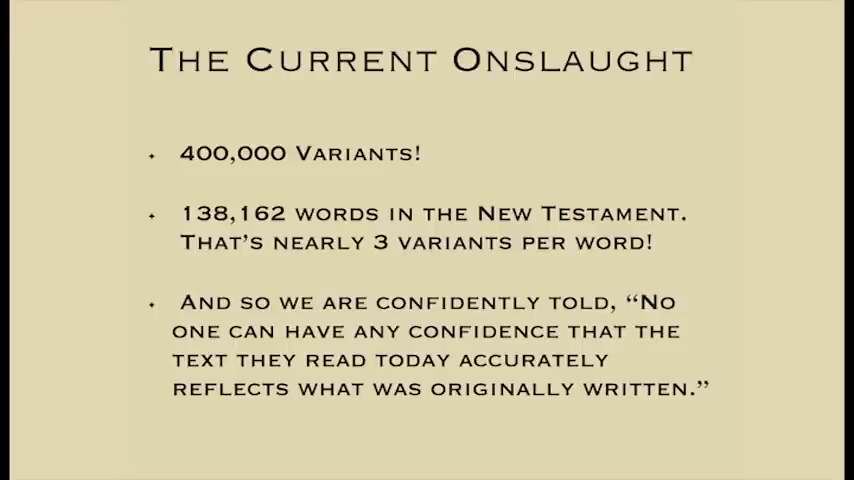 The Current Onslaught
400,000 Variants!
138,162 words in the New Testament.
That’s nearly 3 variants per word!
And so we are confidently told, “No
one can have any confidence that the
text they read today accurately
reflects what was originally written.”